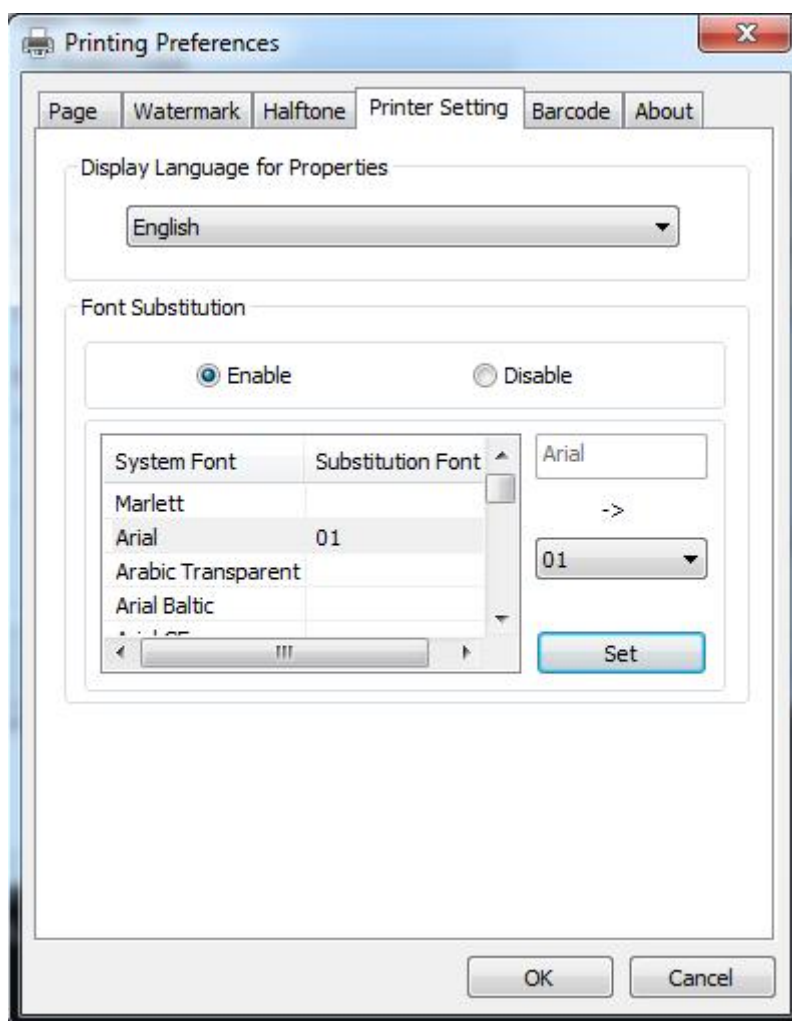 Printing Preferences
Page Watermark Halftone Printer Setting Barcode About
Display Language for Properties
English
Font Substitution
Enable Disable
System Font Substitution Font
Marlett
Arial 01
Arabic Transparent
Arial Baltic
Arial
->
01
Set
OK Cancel